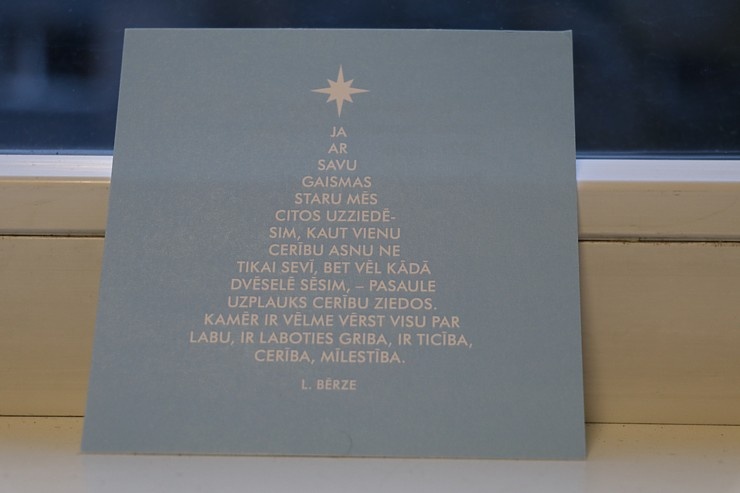 JA
AR
SAVU
GAISMAS
STARU MĒS
CITOS UZZIEDĒ-
SIM, KAUT VIENU
CERĪBU ASNU NE
TIKAI SEVĪ, BET VĒL KĀDĀ
DVĒSELĒ SĒSIM, – PASAULE
UZPLAUKS CERĪBU ZIEDOS.
KAMĒR IR VĒLME VĒRST VISU PAR
LABU, IR LABOTIES GRIBA, IR TICĪBA,
CERĪBA, MĪLESTĪBA.
L. BĒRZE